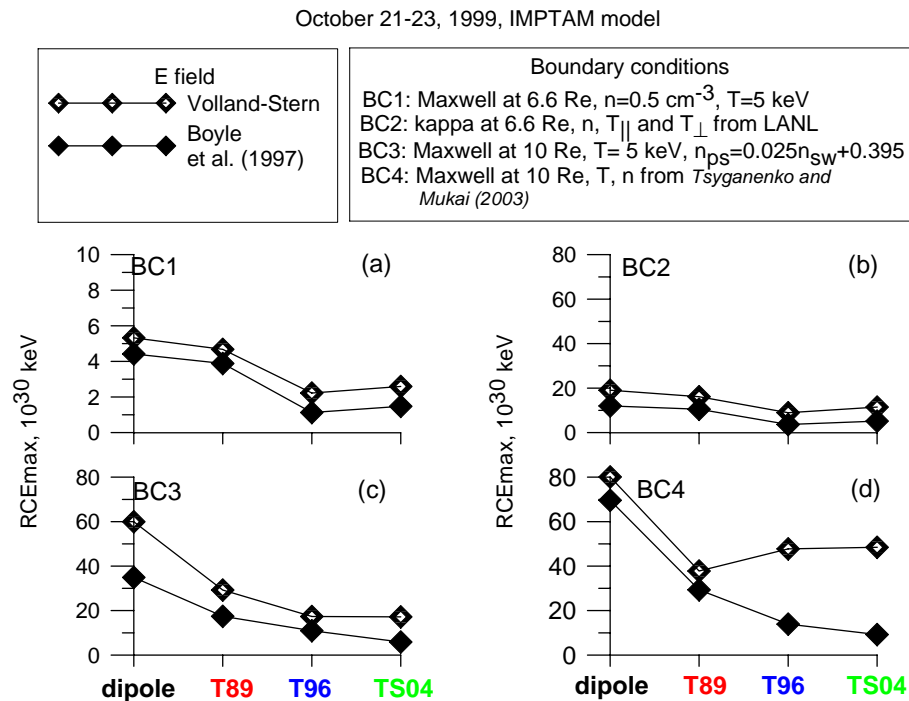 October 21-23, 1999, IMPTAM model
E field
Volland-Stern
Boyle
et al. (1997)
Boundary conditions
BC1: Maxwell at 6.6 Re, n=0.5 cm-3, T=5 keV
BC2: kappa at 6.6 Re, n, T|| and T⊥ from LANL
BC3: Maxwell at 10 Re, T= 5 keV, nps=0.025nsw+0.395
BC4: Maxwell at 10 Re, T, n from Tsyganenko and
Mukai (2003)
RCEmax, 1030 keV
10
8
6
4
2
0
BC1
(a)
80
60
40
20
0
BC2
(b)
RCEmax, 1030 keV
80
60
40
20
0
BC3
(c)
dipole T89 T96 TS04
80
60
40
20
0
BC4
(d)
dipole T89 T96 TS04